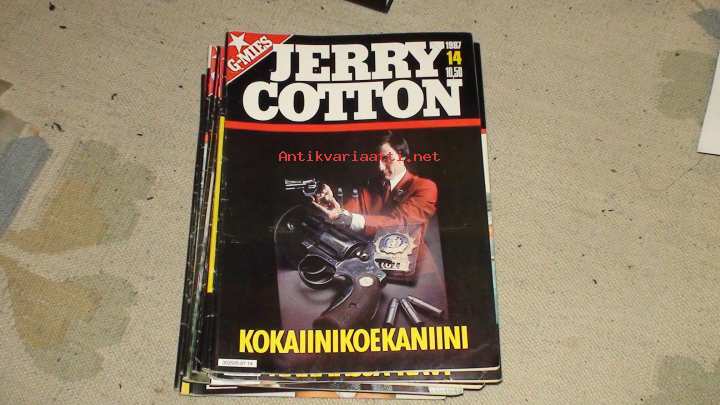 G-MIES
JERRY
COTTON
1987
14
10,50
Antikvariaatti.net
KOKAIINIKOEKANIINI